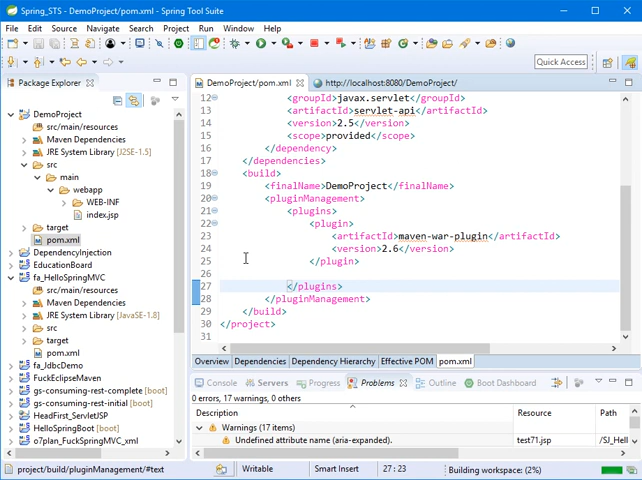 Spring_STS - DemoProject/pom.xml - Spring Tool Suite
File Edit Source Navigate Search Project Run Window Help
Quick Access
Package Explorer
DemoProject
src/main/resources
Maven Dependencies
JRE System Library [J2SE-1.5]
src
main
webapp
WEB-INF
index.jsp
target
pom.xml
DependencyInjection
EducationBoard
fa_HelloSpringMVC
src/main/resources
Maven Dependencies
JRE System Library [JavaSE-1.8]
src
target
pom.xml
fa_JdbcDemo
FuckEclipseMaven
gs-consuming-rest-complete [boot]
gs-consuming-rest-initial [boot]
HeadFirst_ServletJSP
HelloSpringBoot [boot]
o7plan_FuckSpringMVC_xml
DemoProject/pom.xml http://localhost:8080/DemoProject/
12 <groupId>javax.servlet</groupId>
13 <artifactId>servlet-api</artifactId>
14 <version>2.5</version>
15 <scope>provided</scope>
16 </dependency>
17 </dependencies>
18 <build>
19 <finalName>DemoProject</finalName>
20 <pluginManagement>
21 <plugins>
22 <plugin>
23 <artifactId>maven-war-plugin</artifactId>
24 <version>2.6</version>
25 </plugin>
26
27 </plugins>
28 </pluginManagement>
29 </build>
30 </project>
31
Overview Dependencies Dependency Hierarchy Effective POM pom.xml
Console Servers Progress Problems Outline Boot Dashboard
0 errors, 17 warnings, 0 others
Description Resource Path
Warnings (17 items)
Undefined attribute name (aria-expanded). test71.jsp /SJ_Hell
project/build/pluginManagement/#text Writable Smart Insert 27 : 23 Building workspace: (2%)